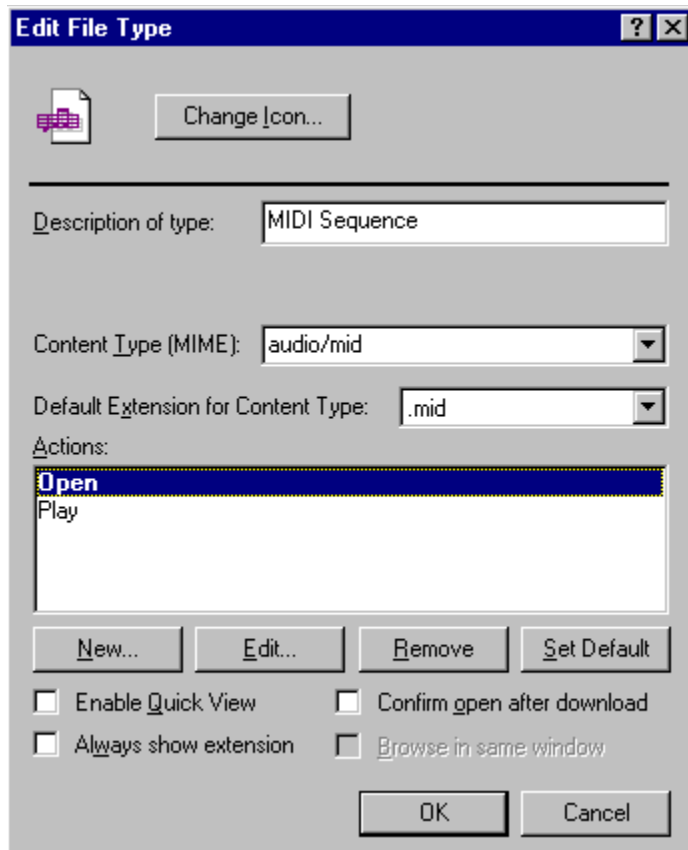 Edit File Type
Change Icon...
Description of type: MIDI Sequence
Content Type (MIME): audio/mid
Default Extension for Content Type: .mid
Actions:
Open
Play
New... Edit... Remove Set Default
Enable Quick View Confirm open after download
Always show extension Browse in same window
OK Cancel